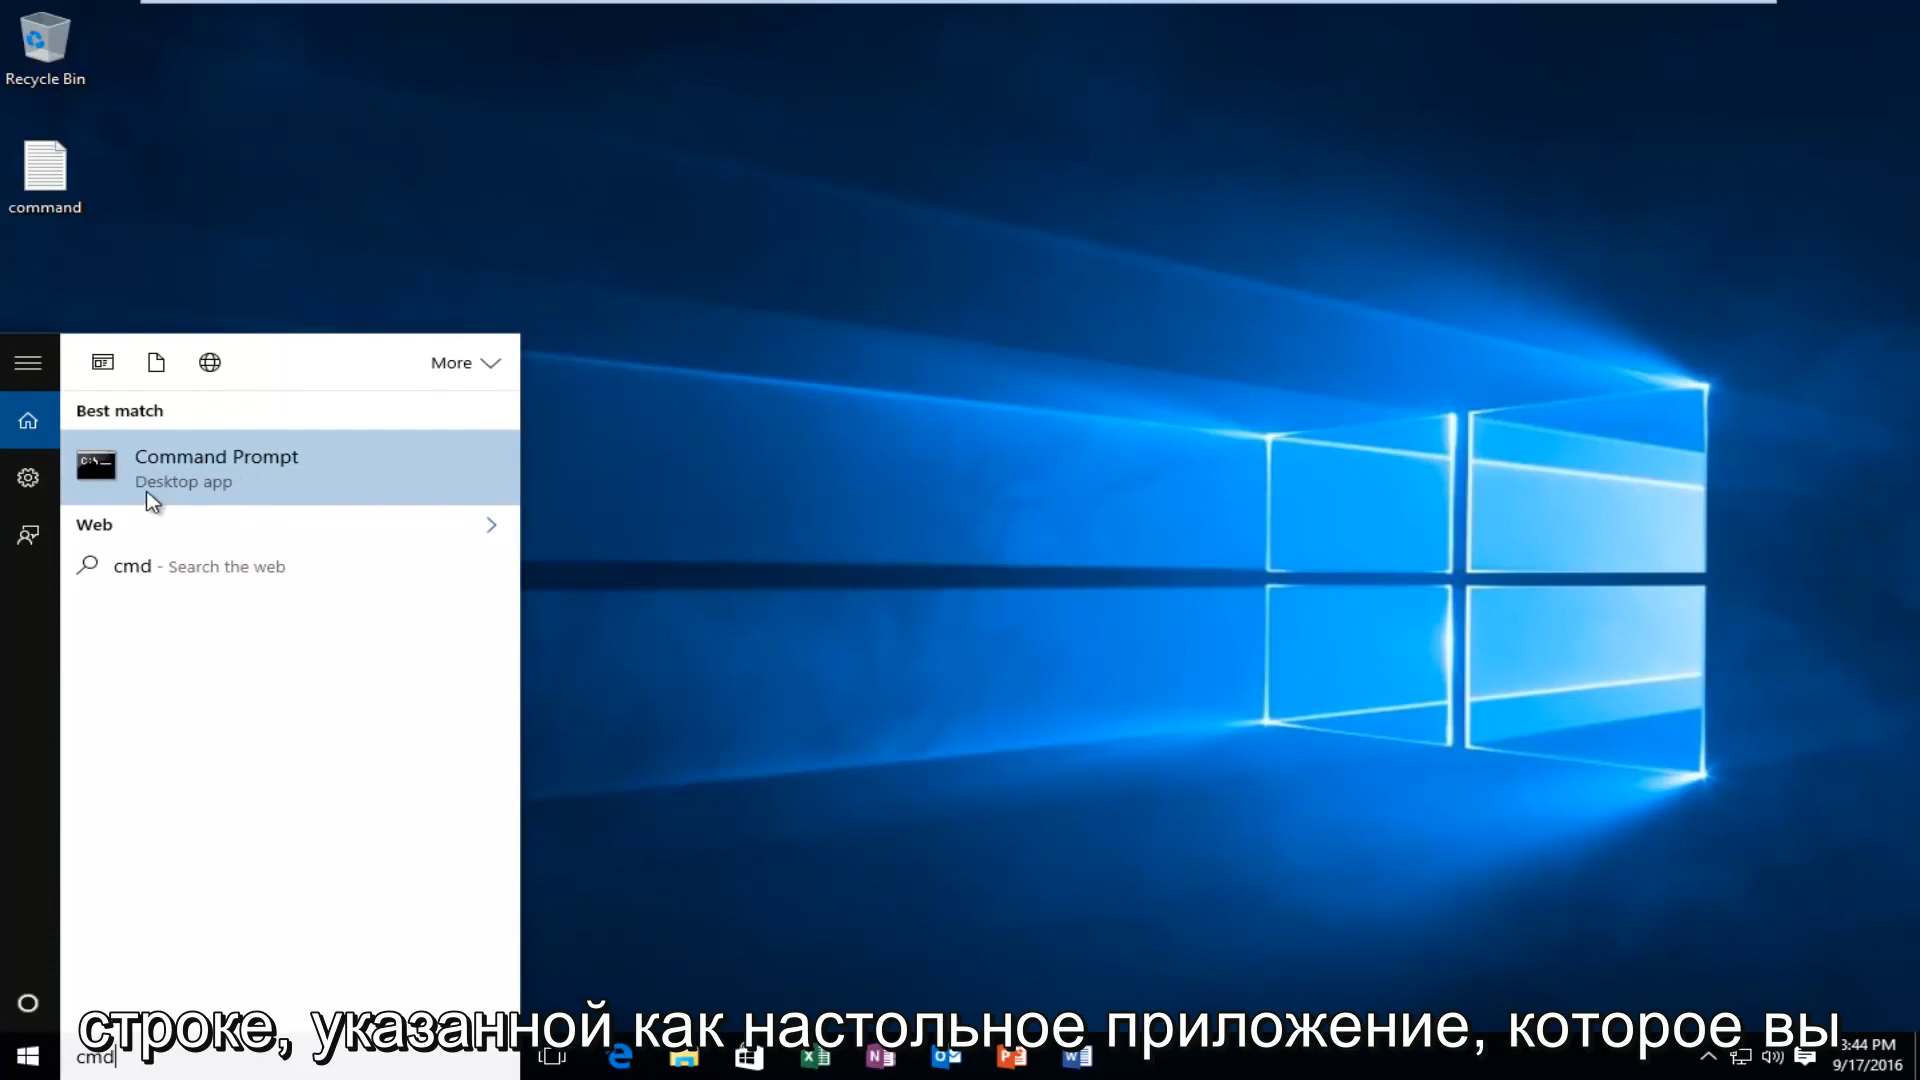 Recycle Bin
command
More
Best match
Command Prompt
Desktop app
Web
cmd - Search the web
строке, указанной как настольное приложение, которое вы
cmd
3:44 PM
9/17/2016